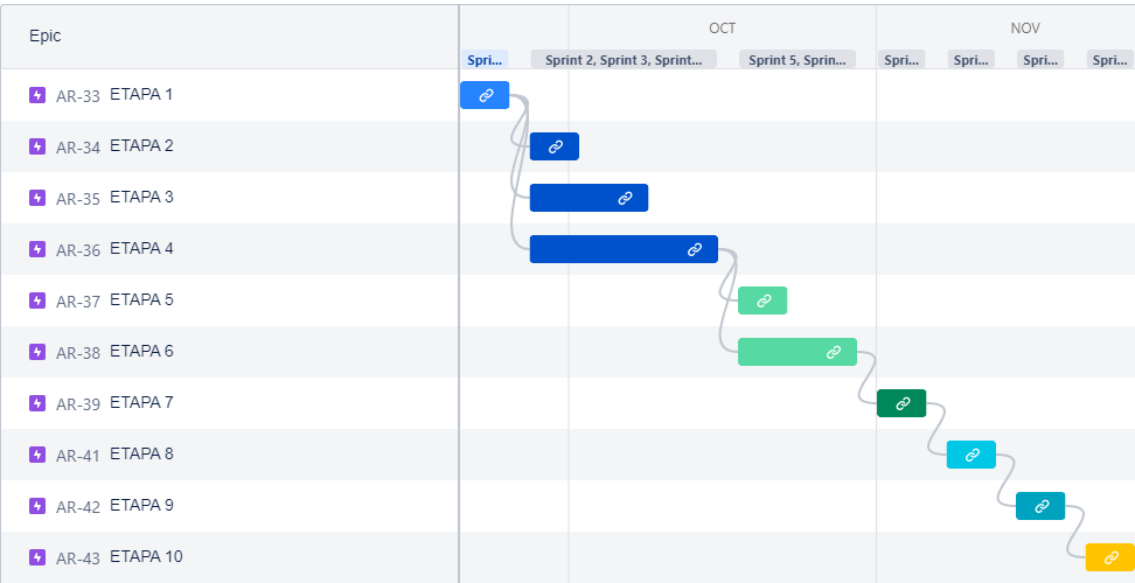 Epic
OCT
NOV
Spri...
Sprint 2, Sprint 3, Sprint...
Sprint 5, Sprin...
Spri...
Spri...
Spri...
Spri...
AR-33 ETAPA 1
AR-34 ETAPA 2
AR-35 ETAPA 3
AR-36 ETAPA 4
AR-37 ETAPA 5
AR-38 ETAPA 6
AR-39 ETAPA 7
AR-41 ETAPA 8
AR-42 ETAPA 9
AR-43 ETAPA 10